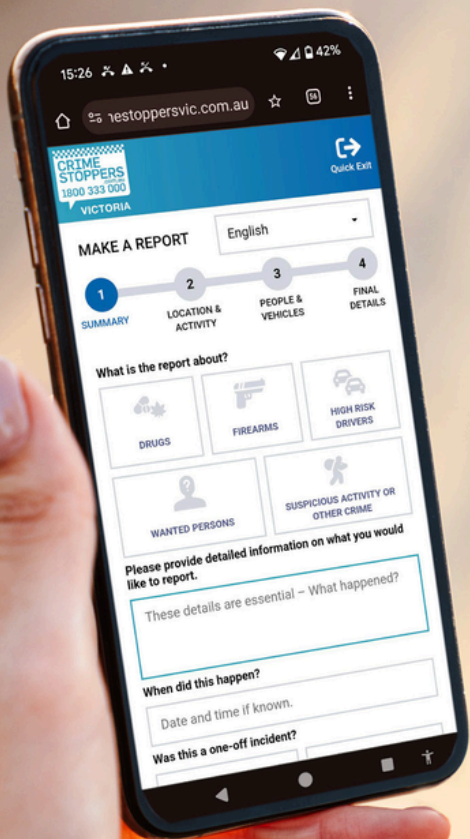 15:26
42%
nestoppersvic.com.au
56
CRIME
STOPPERS
1800 333 000
VICTORIA
Quick Exit
MAKE A REPORT
English
1
2
3
4
SUMMARY
LOCATION &
ACTIVITY
PEOPLE &
VEHICLES
FINAL
DETAILS
What is the report about?
DRUGS
FIREARMS
HIGH RISK
DRIVERS
WANTED PERSONS
SUSPICIOUS ACTIVITY OR
OTHER CRIME
Please provide detailed information on what you would
like to report.
These details are essential – What happened?
When did this happen?
Date and time if known.
Was this a one-off incident?